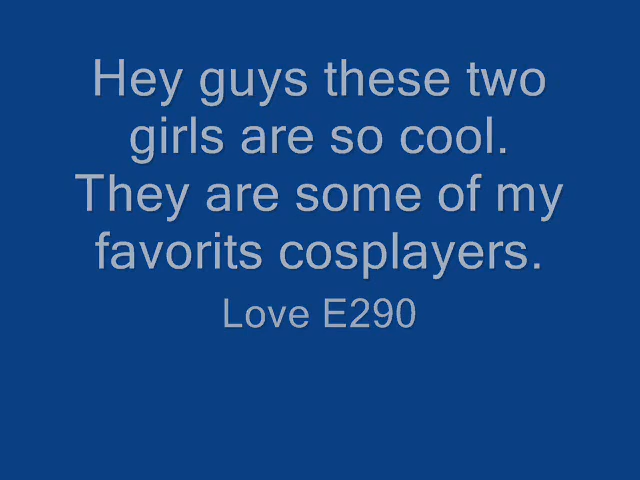 Hey guys these two
girls are so cool.
They are some of my
favorits cosplayers.
Love E290